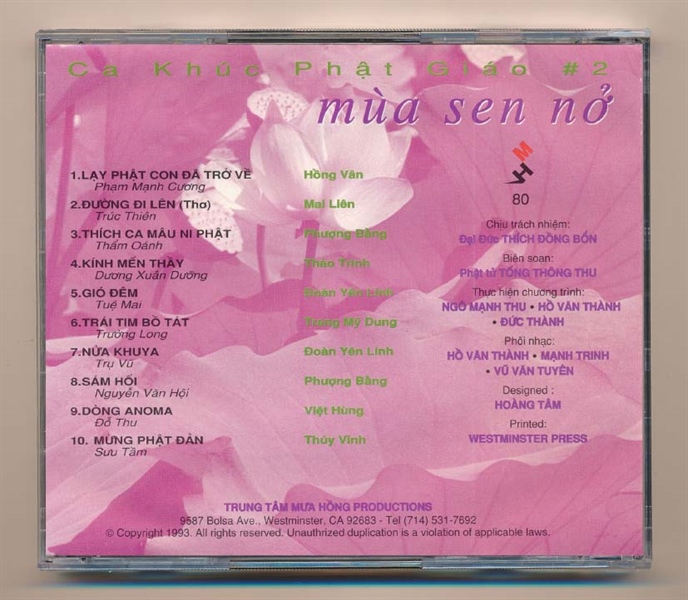 Ca Khúc Phật Giáo #2
mùa sen nở
1.LẠY PHẬT CON ĐÃ TRỞ VỀ Hồng Vân
Phạm Mạnh Cương
2.ĐƯỜNG ĐI LÊN (Thơ) Mai Liên
Trúc Thiên
3.THÍCH CA MÂU NI PHẬT Phượng Bằng
Thẩm Oánh
4.KÍNH MẾN THẦY Thảo Trinh
Dương Xuân Dưỡng
5.GIÓ ĐÊM Đoàn Yên Linh
Tuệ Mai
6.TRÁI TIM BỒ TÁT Trang Mỹ Dung
Trường Long
7.NỬA KHUYA Đoàn Yên Linh
Trụ Vũ
8.SÁM HỐI Phượng Bằng
Nguyễn Văn Hội
9.DÒNG ANOMA Việt Hùng
Đỗ Thu
10. MỪNG PHẬT ĐẢN Thúy Vinh
Sưu Tầm
MH
80
Chịu trách nhiệm:
Đại Đức THÍCH ĐỒNG BỔN
Biên soạn:
Phật tử TỐNG THÔNG THU
Thực hiện chương trình:
NGÔ MẠNH THU • HỒ VĂN THÀNH
• ĐỨC THÀNH
Phối nhạc:
HỒ VĂN THÀNH • MẠNH TRINH
• VŨ VĂN TUYÊN
Designed :
HOÀNG TÂM
Printed:
WESTMINSTER PRESS
TRUNG TÂM MƯA HỒNG PRODUCTIONS
9587 Bolsa Ave., Westminster, CA 92683 - Tel (714) 531-7692
© Copyright 1993. All rights reserved. Unauthrized duplication is a violation of applicable laws.